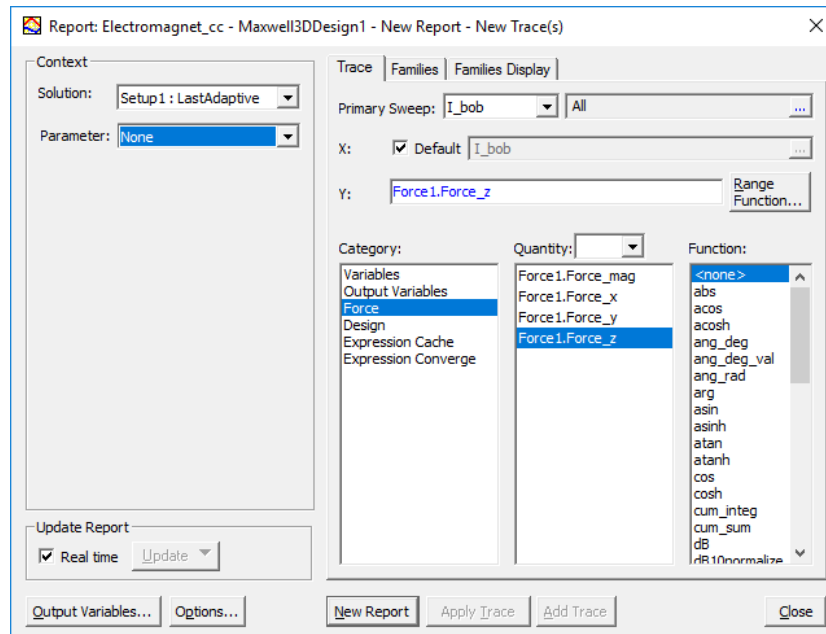 Report: Electromagnet_cc - Maxwell3DDesign1 - New Report - New Trace(s)
Context
Solution: Setup1 : LastAdaptive
Parameter: None
Update Report
Real time Update
Output Variables... Options...
Trace Families Families Display
Primary Sweep: I_bob All ...
X: Default I_bob ...
Y: Force1.Force_z Range Function...
Category:
Variables
Output Variables
Force
Design
Expression Cache
Expression Converge
Quantity:
Force1.Force_mag
Force1.Force_x
Force1.Force_y
Force1.Force_z
Function:
<none>
abs
acos
acosh
ang_deg
ang_deg_val
ang_rad
arg
asin
asinh
atan
atanh
cos
cosh
cum_integ
cum_sum
dB
dB10normalize
New Report Apply Trace Add Trace Close